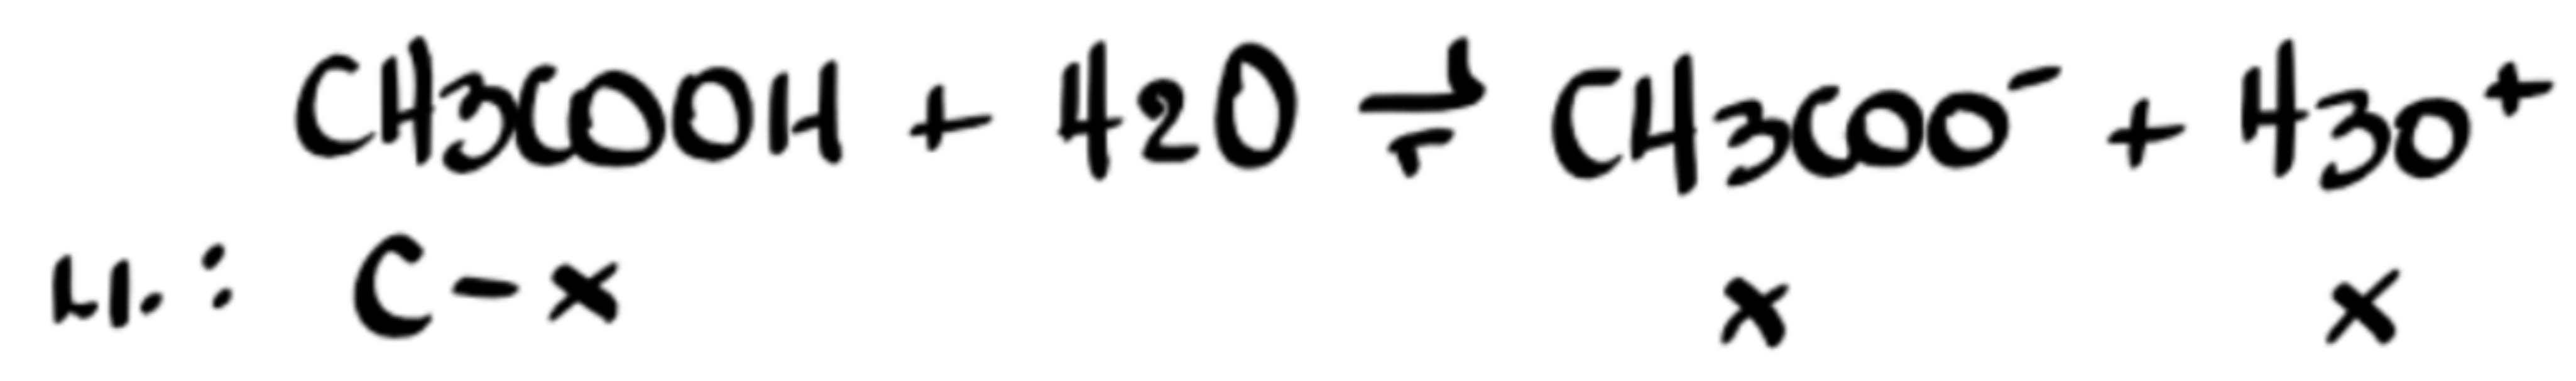 CH3COOH + H2O ⇌ CH3COO⁻ + H3O⁺
C - x x x